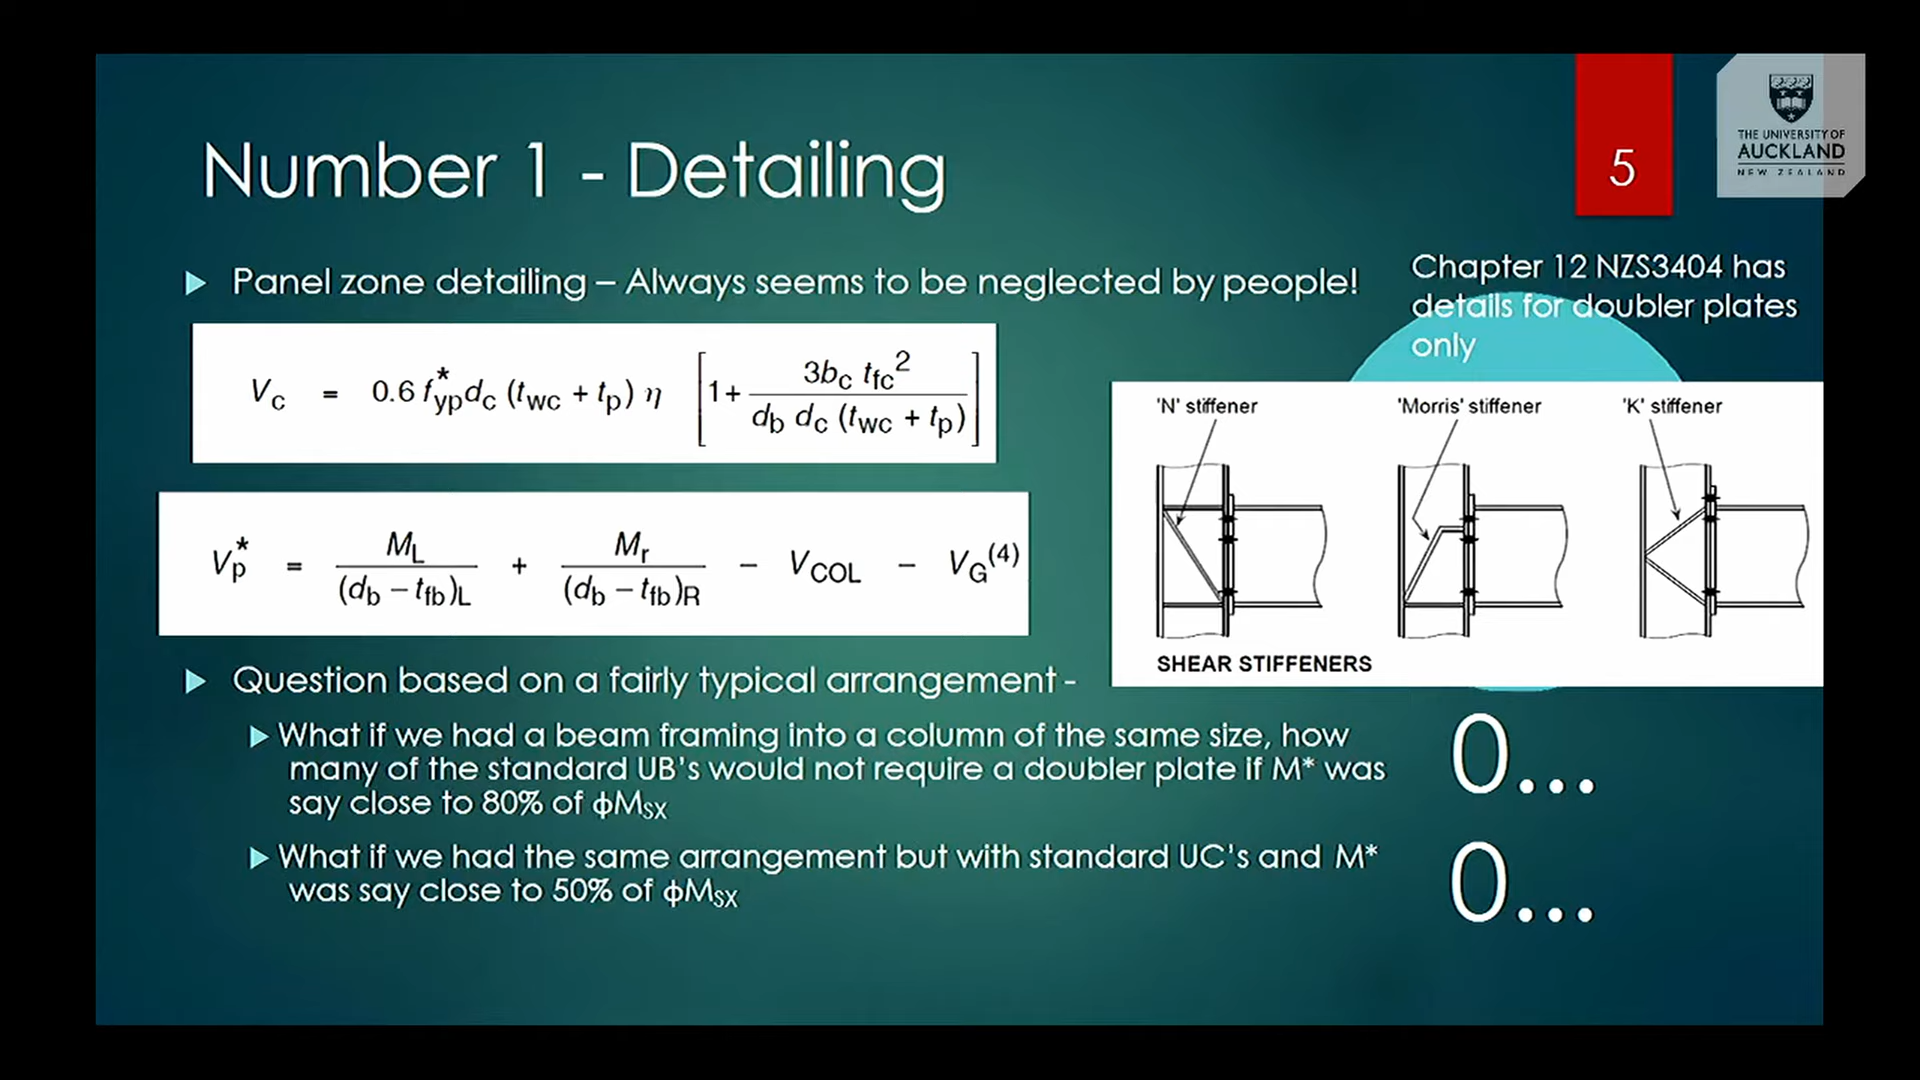 Number 1 - Detailing
5
THE UNIVERSITY OF
AUCKLAND
NEW ZEALAND
Panel zone detailing – Always seems to be neglected by people!
Chapter 12 NZS3404 has
details for doubler plates
only
V_c = 0.6 f*_yp d_c (t_wc + t_p) η [1 + 3b_c t_fc² / d_b d_c (t_wc + t_p)]
V*_p = M_L / (d_b – t_fb)_L + M_r / (d_b – t_fb)_R – V_COL – V_G⁽⁴⁾
'N' stiffener
'Morris' stiffener
'K' stiffener
SHEAR STIFFENERS
Question based on a fairly typical arrangement -
What if we had a beam framing into a column of the same size, how
many of the standard UB's would not require a doubler plate if M* was
say close to 80% of ϕM_SX
0...
What if we had the same arrangement but with standard UC's and M*
was say close to 50% of ϕM_SX
0...